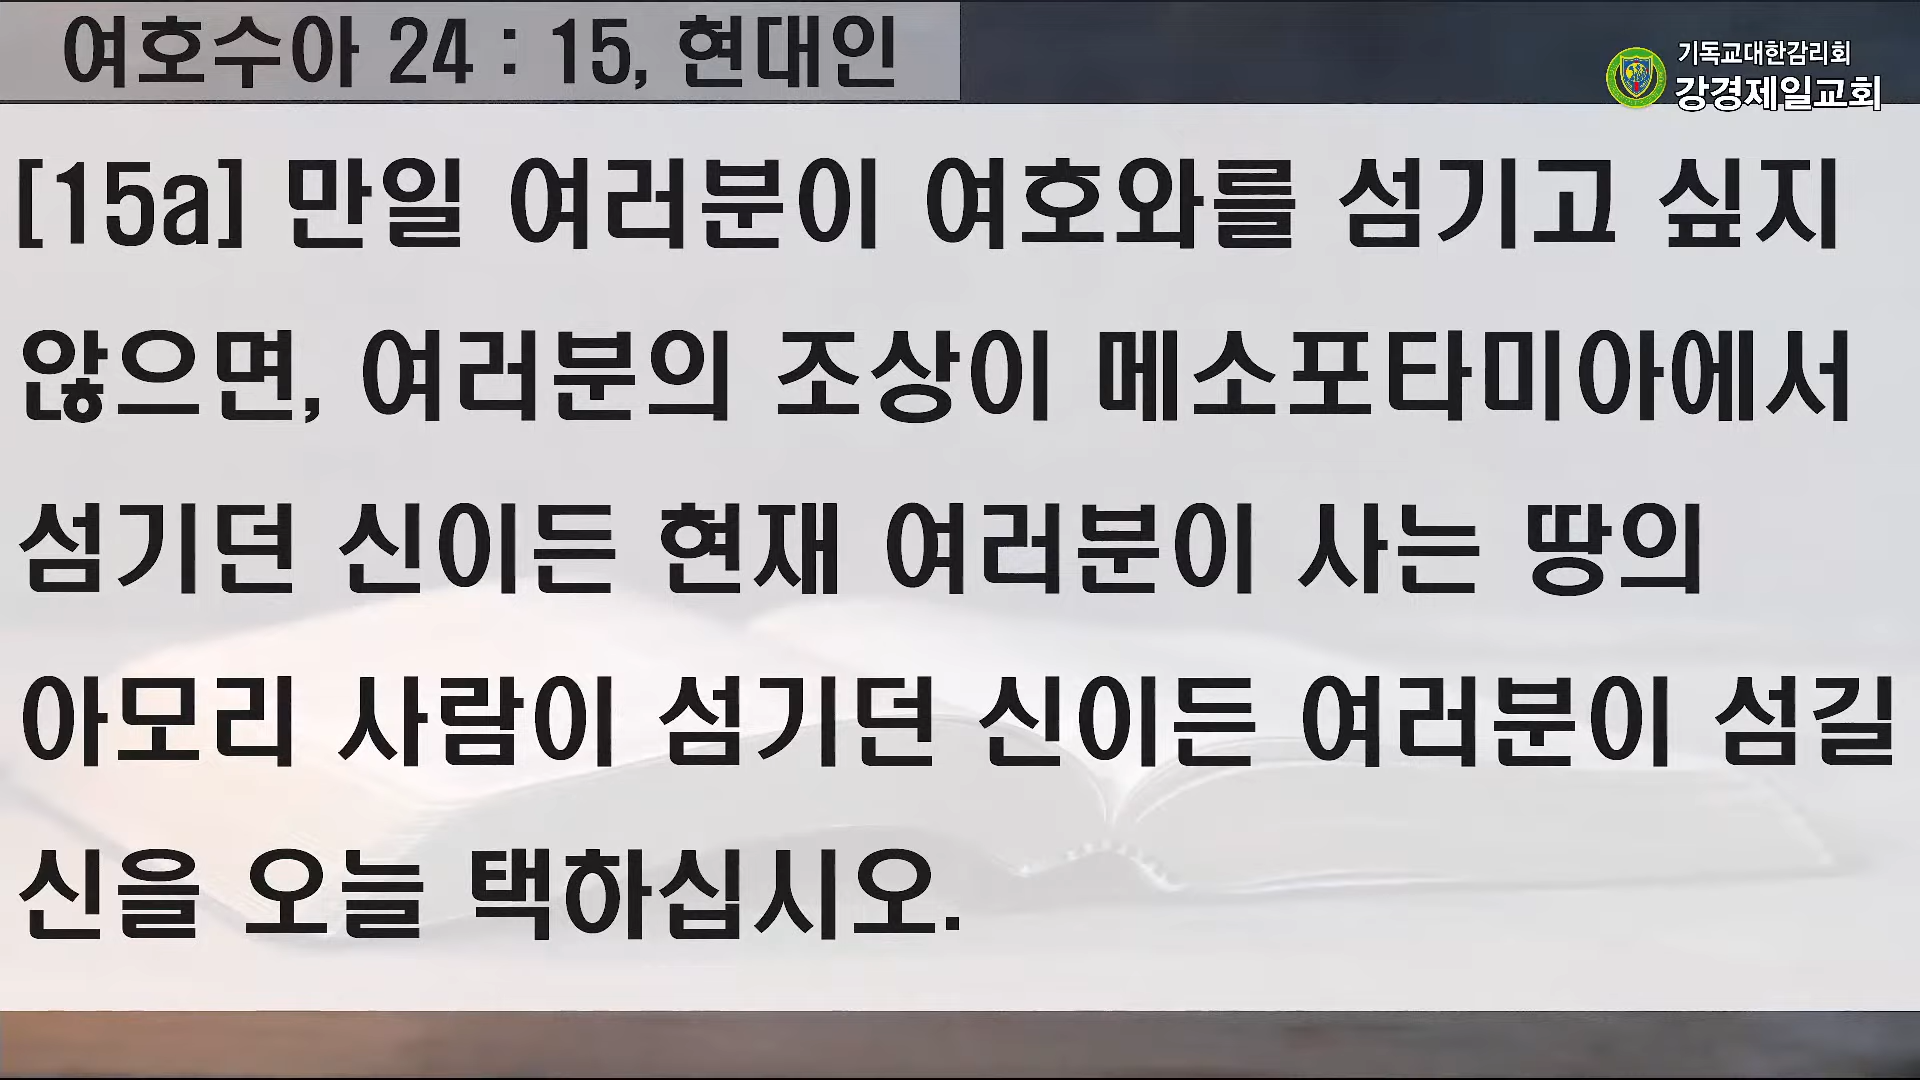 여호수아 24 : 15, 현대인
기독교대한감리회
강경제일교회
[15a] 만일 여러분이 여호와를 섬기고 싶지
않으면, 여러분의 조상이 메소포타미아에서
섬기던 신이든 현재 여러분이 사는 땅의
아모리 사람이 섬기던 신이든 여러분이 섬길
신을 오늘 택하십시오.